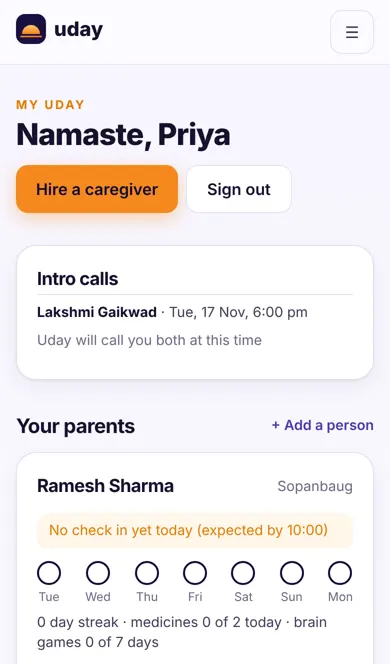 uday
☰
MY UDAY
Namaste, Priya
Hire a caregiver
Sign out
Intro calls
Lakshmi Gaikwad · Tue, 17 Nov, 6:00 pm
Uday will call you both at this time
Your parents
+ Add a person
Ramesh Sharma
Sopanbaug
No check in yet today (expected by 10:00)
Tue Wed Thu Fri Sat Sun Mon
0 day streak · medicines 0 of 2 today · brain
games 0 of 7 days